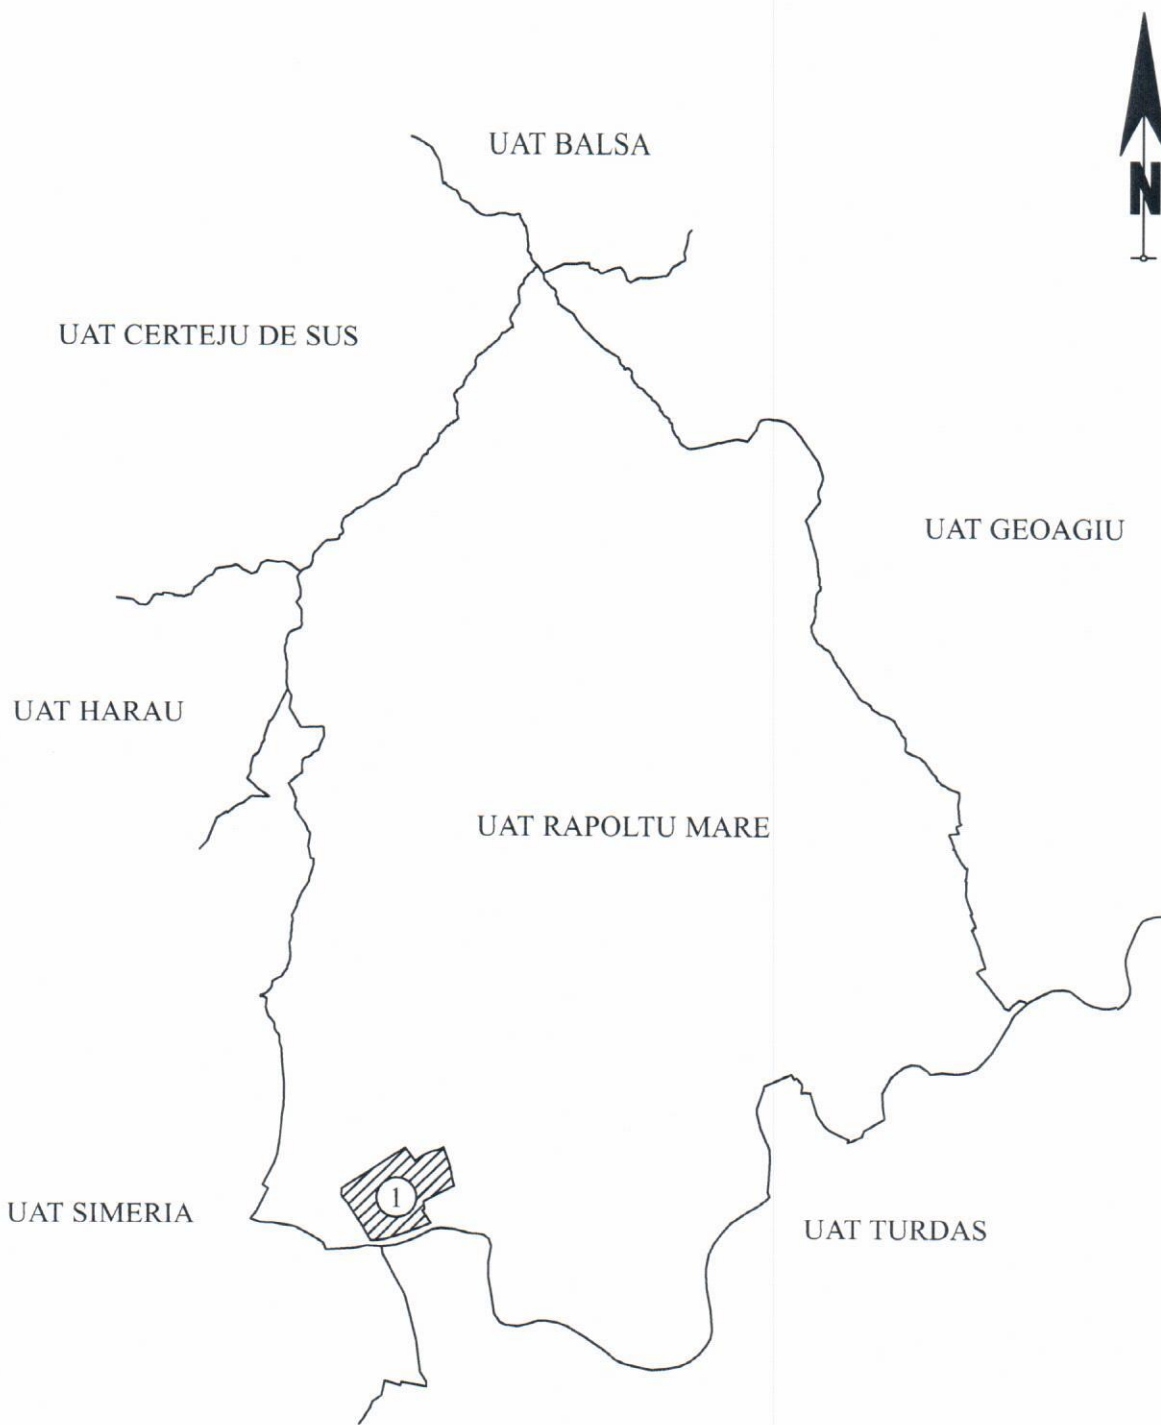 UAT BALSA
N
UAT CERTEJU DE SUS
UAT GEOAGIU
UAT HARAU
UAT RAPOLTU MARE
1
UAT SIMERIA
UAT TURDAS